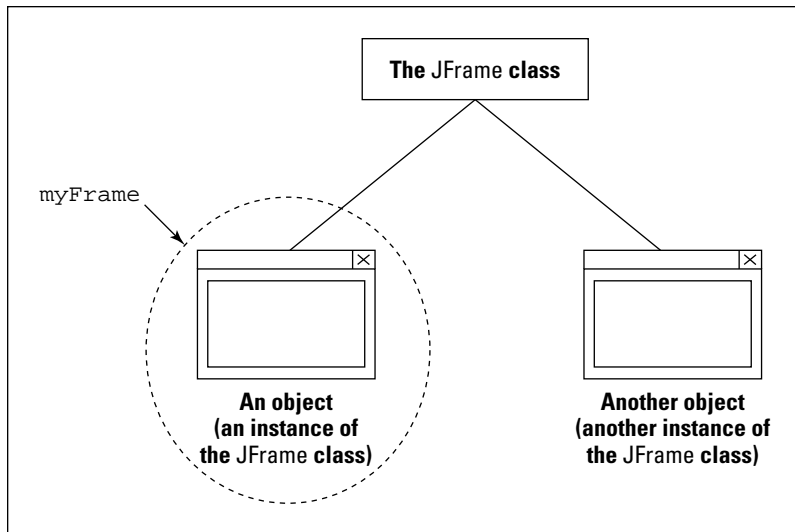 The JFrame class
myFrame
An object
(an instance of
the JFrame class)
Another object
(another instance of
the JFrame class)